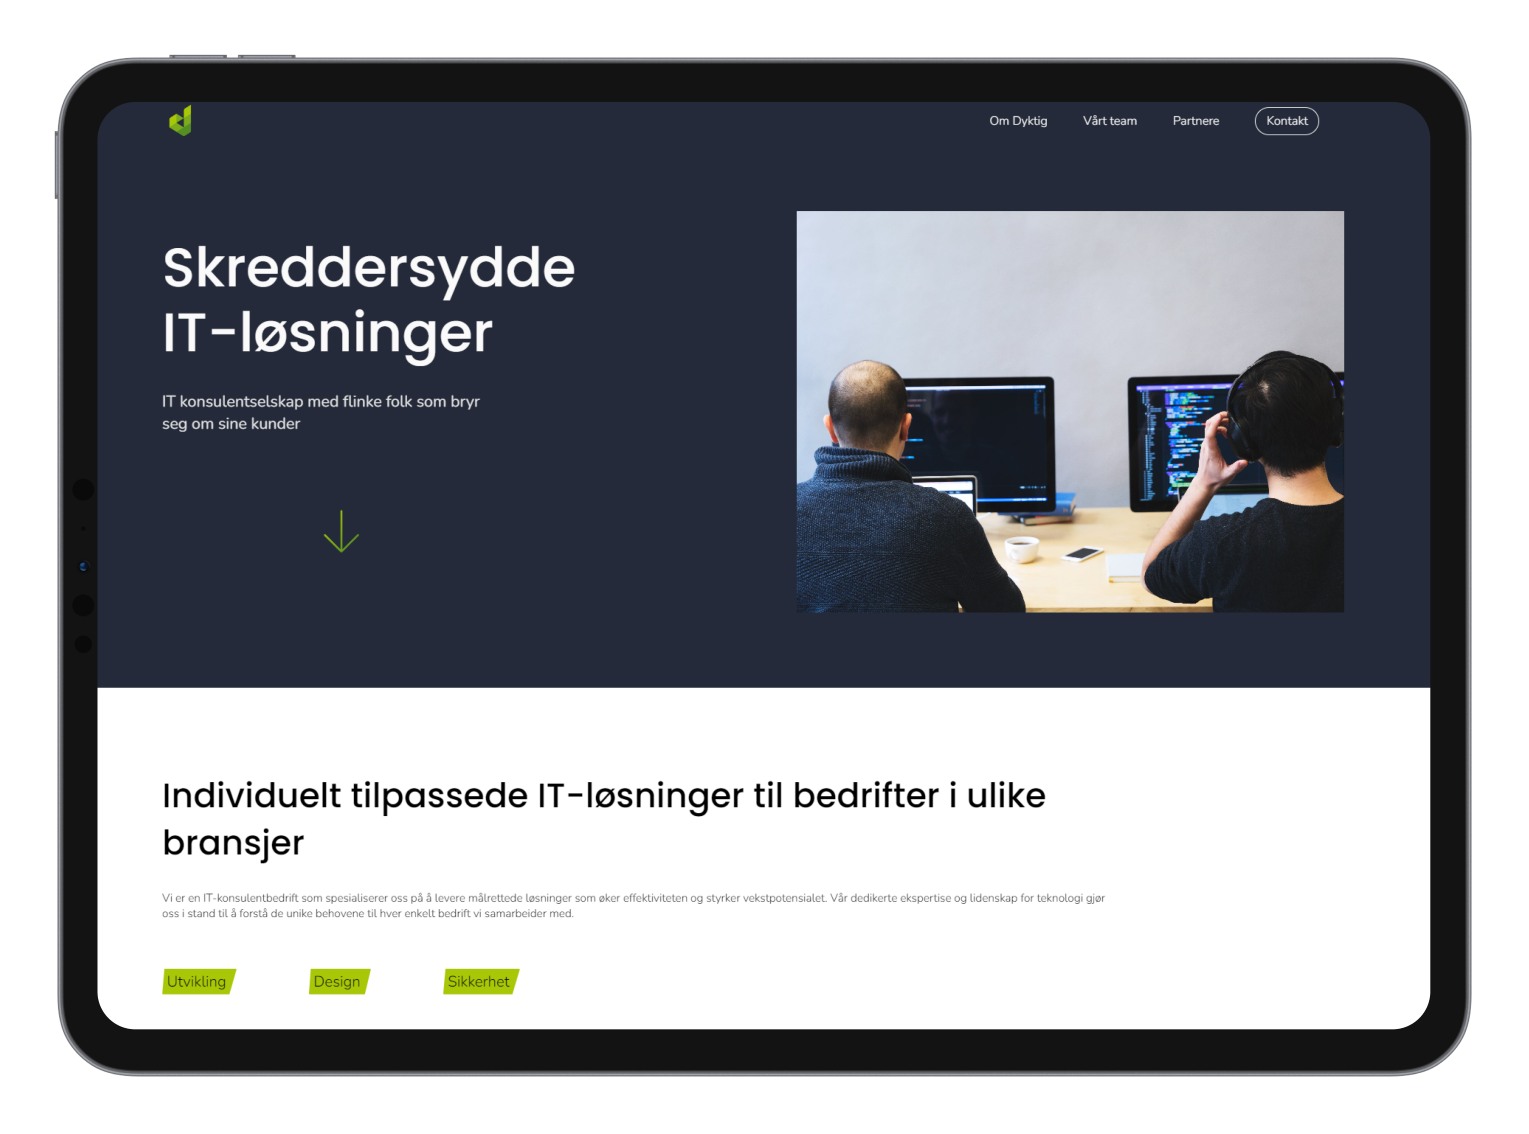 Om Dyktig
Vårt team
Partnere
Kontakt
Skreddersydde
IT-løsninger
IT konsulentselskap med flinke folk som bryr
seg om sine kunder
Individuelt tilpassede IT-løsninger til bedrifter i ulike
bransjer
Vi er en IT-konsulentbedrift som spesialiserer oss på å levere målrettede løsninger som øker effektiviteten og styrker vekstpotensialet. Vår dedikerte ekspertise og lidenskap for teknologi gjør
oss i stand til å forstå de unike behovene til hver enkelt bedrift vi samarbeider med.
Utvikling
Design
Sikkerhet